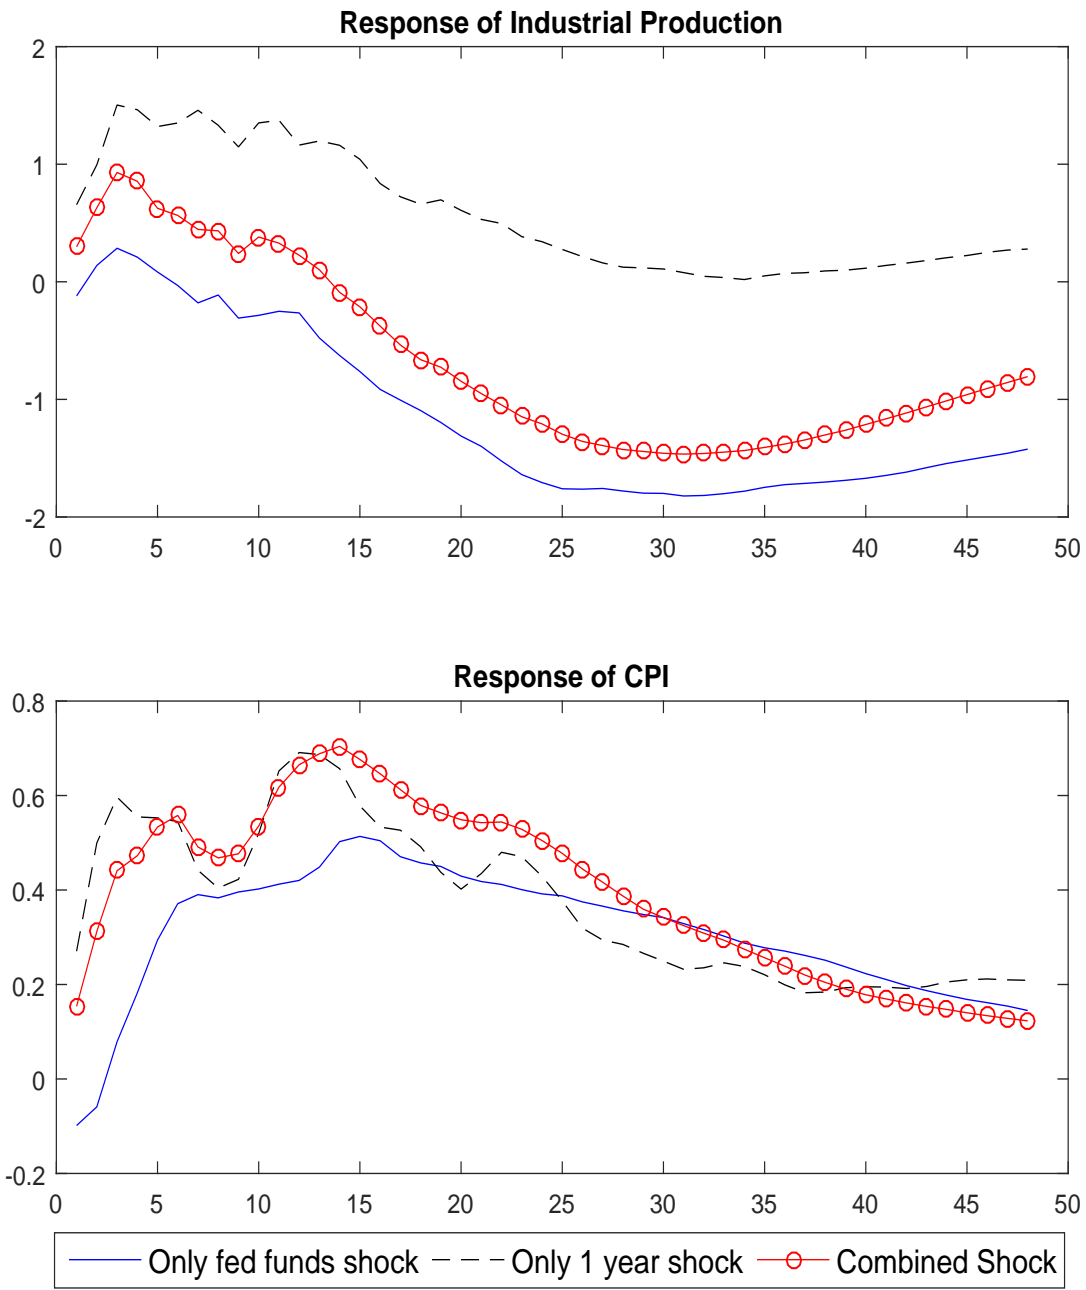 Response of Industrial Production
2
1
0
-1
-2
0 5 10 15 20 25 30 35 40 45 50
Response of CPI
0.8
0.6
0.4
0.2
0
-0.2
0 5 10 15 20 25 30 35 40 45 50
Only fed funds shock Only 1 year shock Combined Shock